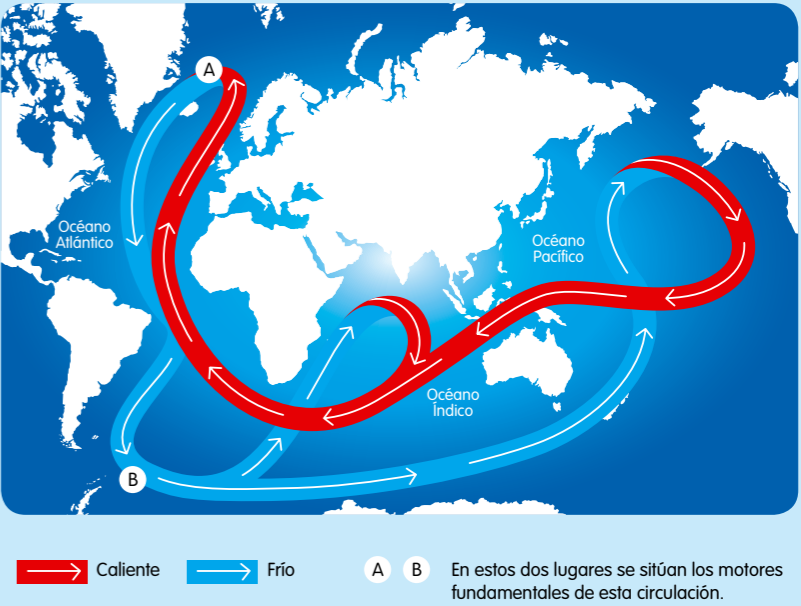 A
Océano
Atlántico
Océano
Pacífico
Océano
Índico
B
Caliente
Frío
A B En estos dos lugares se sitúan los motores
fundamentales de esta circulación.